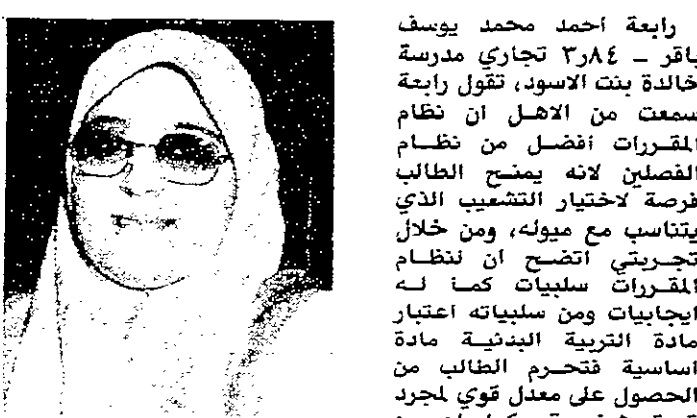 رابعة احمد محمد يوسف
باقر ــ ٣٫٨٤ تجاري مدرسة
خالدة بنت الاسود، تقول رابعة
سمعت من الاهل ان نظام
المقررات أفضل من نظام
الفصلين لانه يمنح الطالب
فرصة لاختيار التشعيب الذي
يتناسب مع ميوله، ومن خلال
تجربتي اتضح ان لنظام
المقررات سلبيات كما له
ايجابيات ومن سلبياته اعتبار
مادة التربية البدنية مادة
اساسية فتحرم الطالب من
الحصول على معدل قوي لمجرد